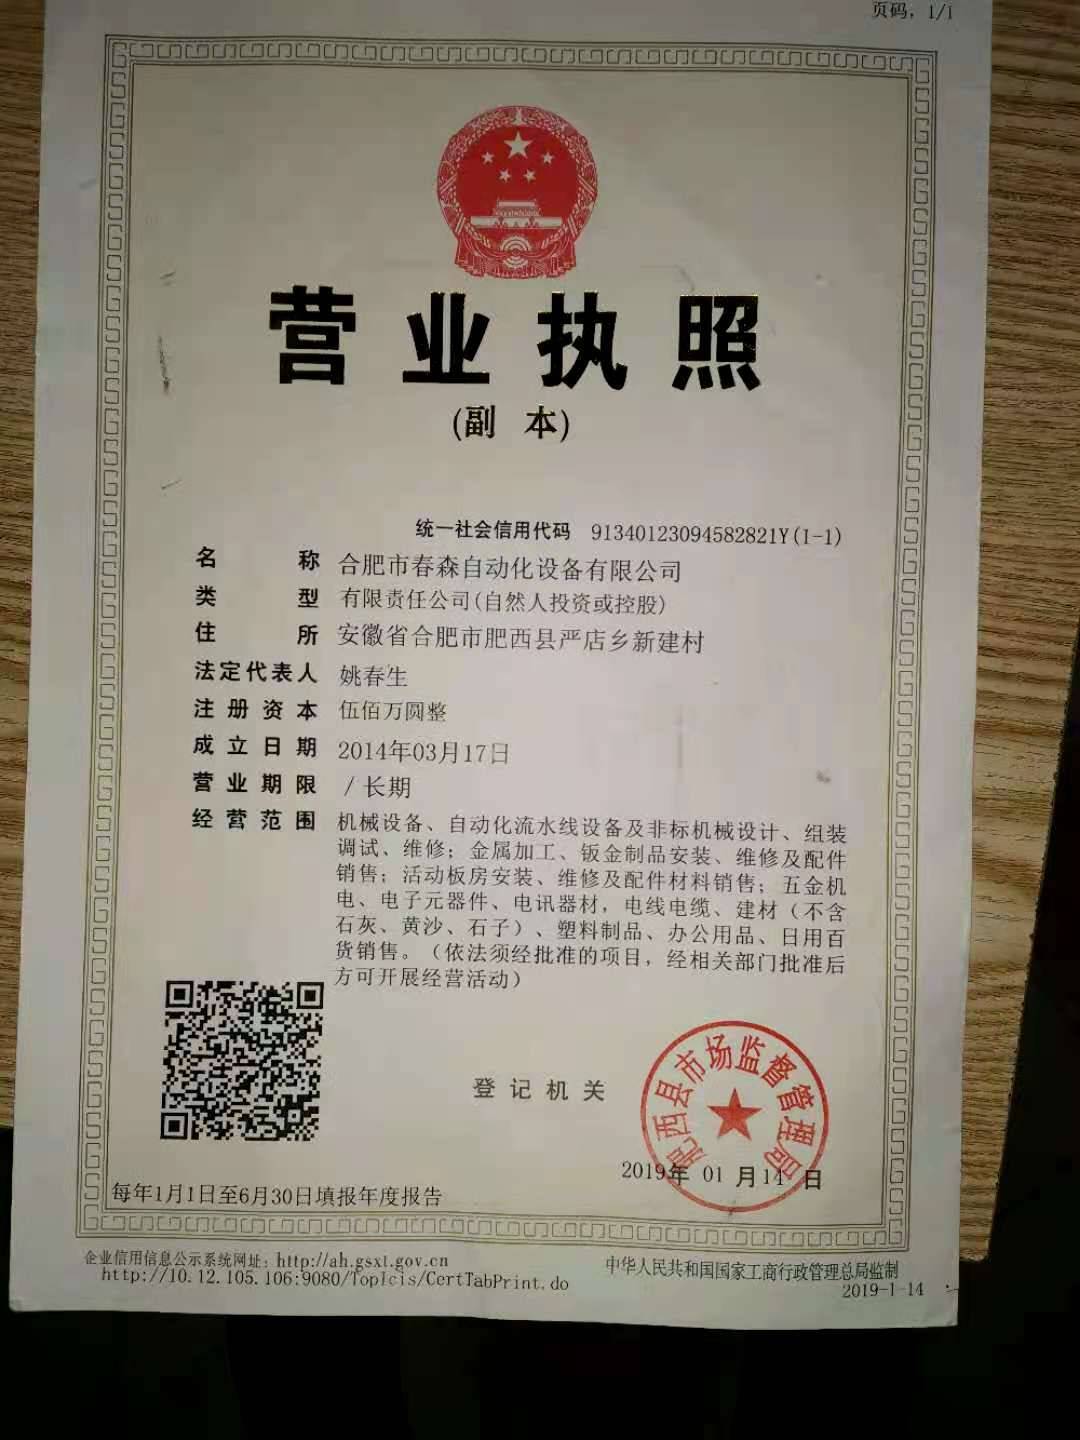 页码，1/1
营业执照
(副 本)
统一社会信用代码 91340123094582821Y(1-1)
名称 合肥市春森自动化设备有限公司
类型 有限责任公司(自然人投资或控股)
住所 安徽省合肥市肥西县严店乡新建村
法定代表人 姚春生
注册资本 伍佰万圆整
成立日期 2014年03月17日
营业期限 /长期
经营范围 机械设备、自动化流水线设备及非标机械设计、组装
调试、维修；金属加工、钣金制品安装、维修及配件
销售；活动板房安装、维修及配件材料销售；五金机
电、电子元器件、电讯器材，电线电缆、建材（不含
石灰、黄沙、石子）、塑料制品、办公用品、日用百
货销售。（依法须经批准的项目，经相关部门批准后
方可开展经营活动）
登记机关
肥西县市场监督管理局
2019年 01 月14 日
每年1月1日至6月30日填报年度报告
企业信用信息公示系统网址：http://ah.gsxt.gov.cn
中华人民共和国国家工商行政管理总局监制
http://10.12.105.106:9080/TopIcis/CertTabPrint.do
2019-1-14